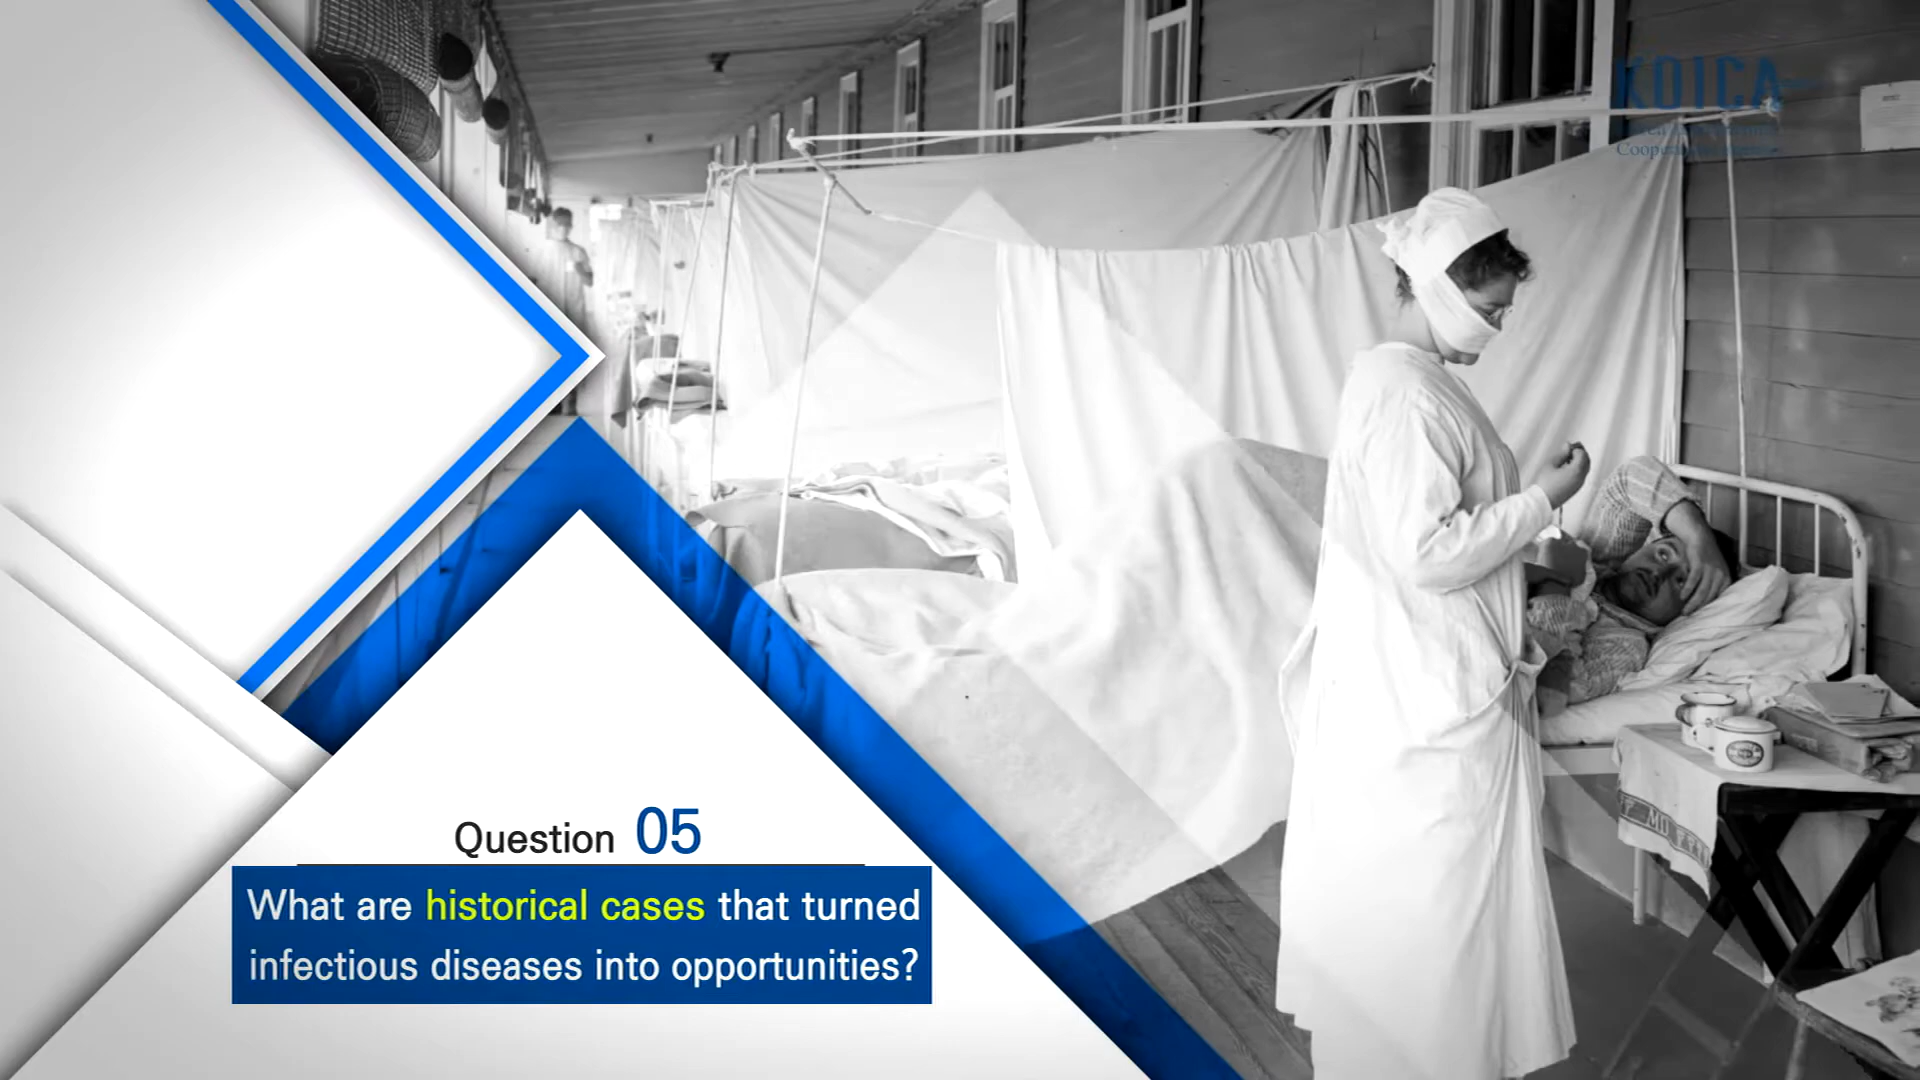 KOICA
Question 05
What are historical cases that turned
infectious diseases into opportunities?